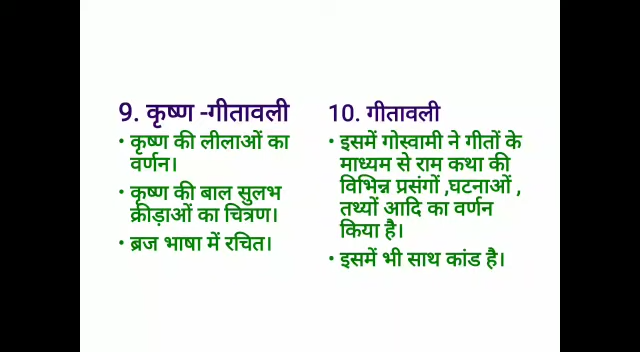 9. कृष्ण -गीतावली
• कृष्ण की लीलाओं का
वर्णन।
• कृष्ण की बाल सुलभ
क्रीड़ाओं का चित्रण।
• ब्रज भाषा में रचित।
10. गीतावली
• इसमें गोस्वामी ने गीतों के
माध्यम से राम कथा की
विभिन्न प्रसंगों ,घटनाओं ,
तथ्यों आदि का वर्णन
किया है।
• इसमें भी साथ कांड है।